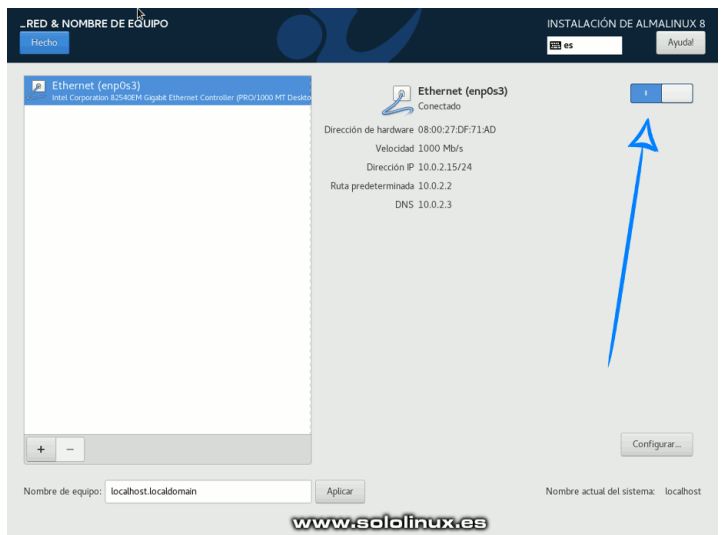 _RED & NOMBRE DE EQUIPO
INSTALACIÓN DE ALMALINUX 8
Hecho
es
Ayuda!
Ethernet (enp0s3)
Intel Corporation 82540EM Gigabit Ethernet Controller (PRO/1000 MT Deskto
Ethernet (enp0s3)
Conectado
Dirección de hardware 08:00:27:DF:71:AD
Velocidad 1000 Mb/s
Dirección IP 10.0.2.15/24
Ruta predeterminada 10.0.2.2
DNS 10.0.2.3
+ −
Configurar...
Nombre de equipo: localhost.localdomain Aplicar
Nombre actual del sistema: localhost
www.sololinux.es